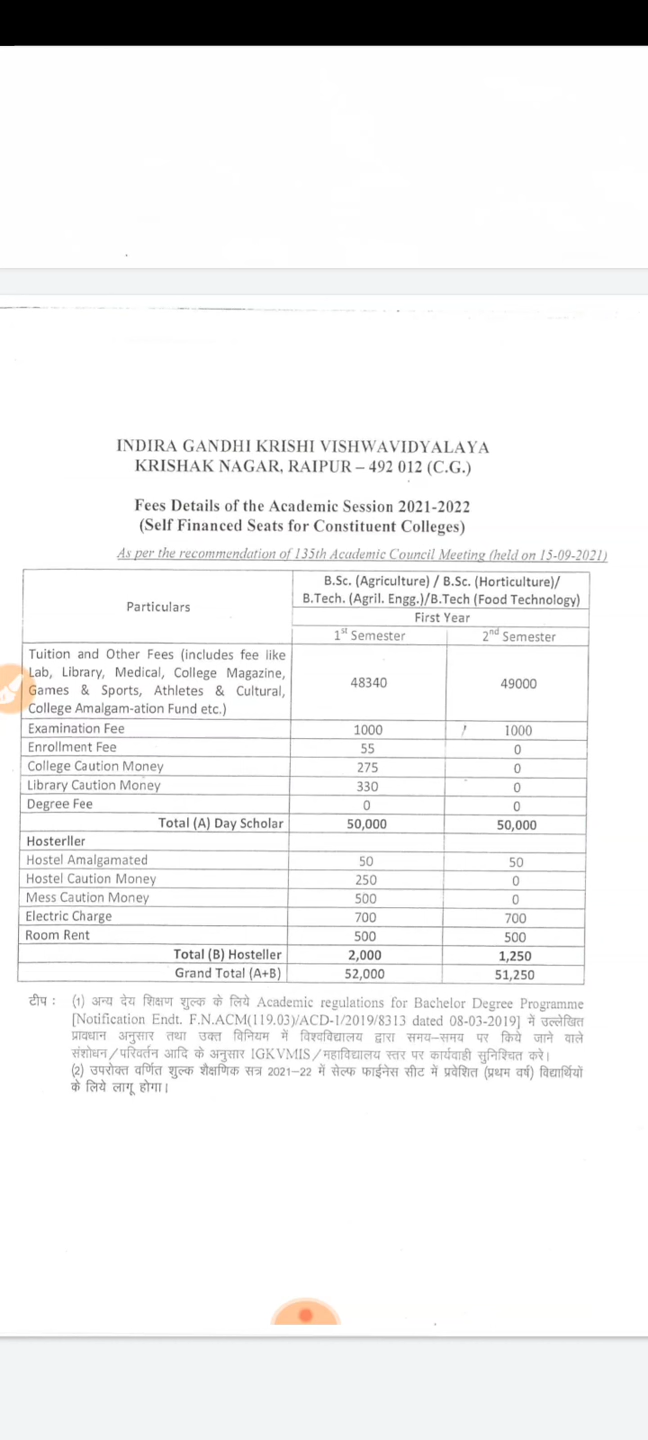 INDIRA GANDHI KRISHI VISHWAVIDYALAYA
KRISHAK NAGAR, RAIPUR – 492 012 (C.G.)
Fees Details of the Academic Session 2021-2022
(Self Financed Seats for Constituent Colleges)
As per the recommendation of 135th Academic Council Meeting (held on 15-09-2021)
Particulars
B.Sc. (Agriculture) / B.Sc. (Horticulture)/
B.Tech. (Agril. Engg.)/B.Tech (Food Technology)
First Year
1st Semester 2nd Semester
Tuition and Other Fees (includes fee like
Lab, Library, Medical, College Magazine,
Games & Sports, Athletes & Cultural,
College Amalgam-ation Fund etc.)
48340 49000
Examination Fee 1000 1000
Enrollment Fee 55 0
College Caution Money 275 0
Library Caution Money 330 0
Degree Fee 0 0
Total (A) Day Scholar 50,000 50,000
Hosterller
Hostel Amalgamated 50 50
Hostel Caution Money 250 0
Mess Caution Money 500 0
Electric Charge 700 700
Room Rent 500 500
Total (B) Hosteller 2,000 1,250
Grand Total (A+B) 52,000 51,250
टीप : (1) अन्य देय शिक्षण शुल्क के लिये Academic regulations for Bachelor Degree Programme
[Notification Endt. F.N.ACM(119.03)/ACD-1/2019/8313 dated 08-03-2019] में उल्लेखित
प्रावधान अनुसार तथा उक्त विनियम में विश्वविद्यालय द्वारा समय–समय पर किये जाने वाले
संशोधन/परिवर्तन आदि के अनुसार IGKVMIS/महाविद्यालय स्तर पर कार्यवाही सुनिश्चित करे।
(2) उपरोक्त वर्णित शुल्क शैक्षणिक सत्र 2021–22 में सेल्फ फाईनेस सीट में प्रवेशित (प्रथम वर्ष) विद्यार्थियों
के लिये लागू होगा।